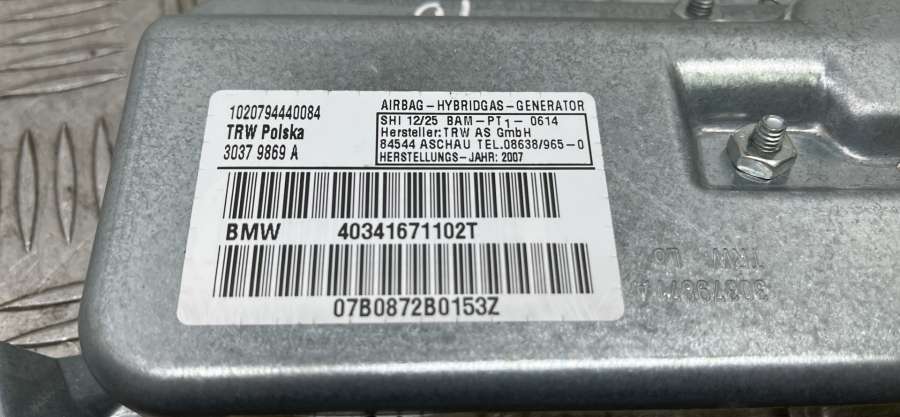 1020794440084
TRW Polska
3037 9869 A
AIRBAG-HYBRIDGAS-GENERATOR
SHI 12/25 BAM-PT1-0614
Hersteller:TRW AS GmbH
84544 ASCHAU TEL.08638/965-0
HERSTELLUNGS-JAHR: 2007
BMW 40341671102T
07B0872B0153Z